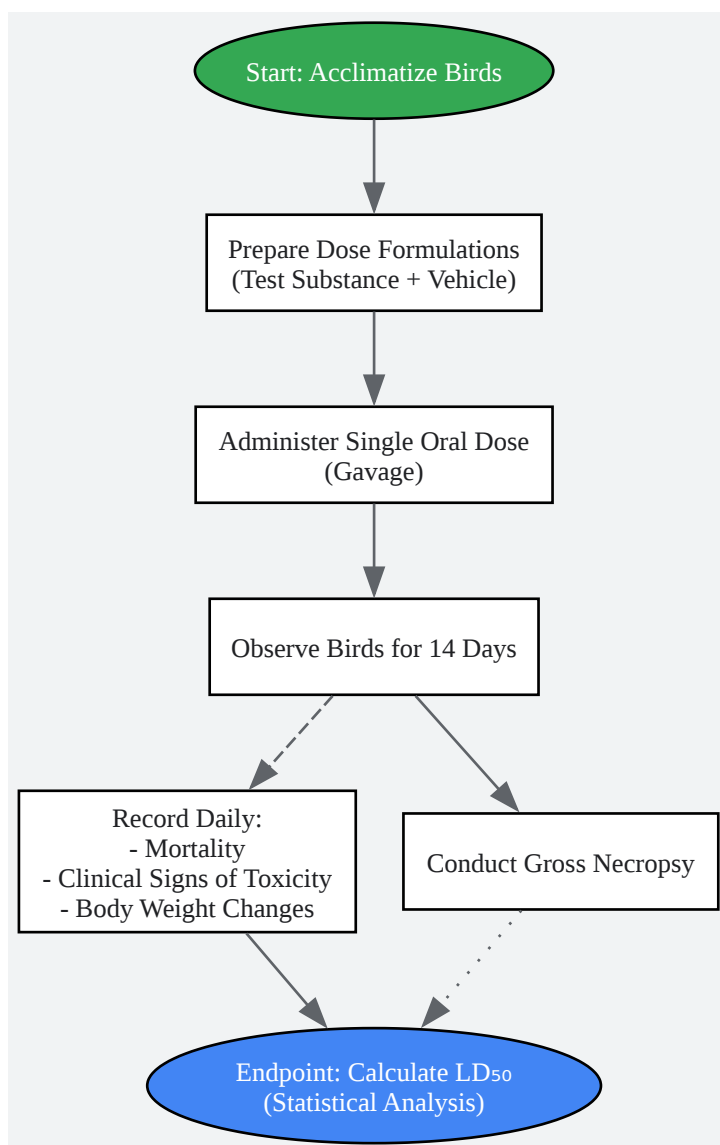 Start: Acclimatize Birds
Prepare Dose Formulations
(Test Substance + Vehicle)
Administer Single Oral Dose
(Gavage)
Observe Birds for 14 Days
Record Daily:
- Mortality
- Clinical Signs of Toxicity
- Body Weight Changes
Conduct Gross Necropsy
Endpoint: Calculate LD₅₀
(Statistical Analysis)